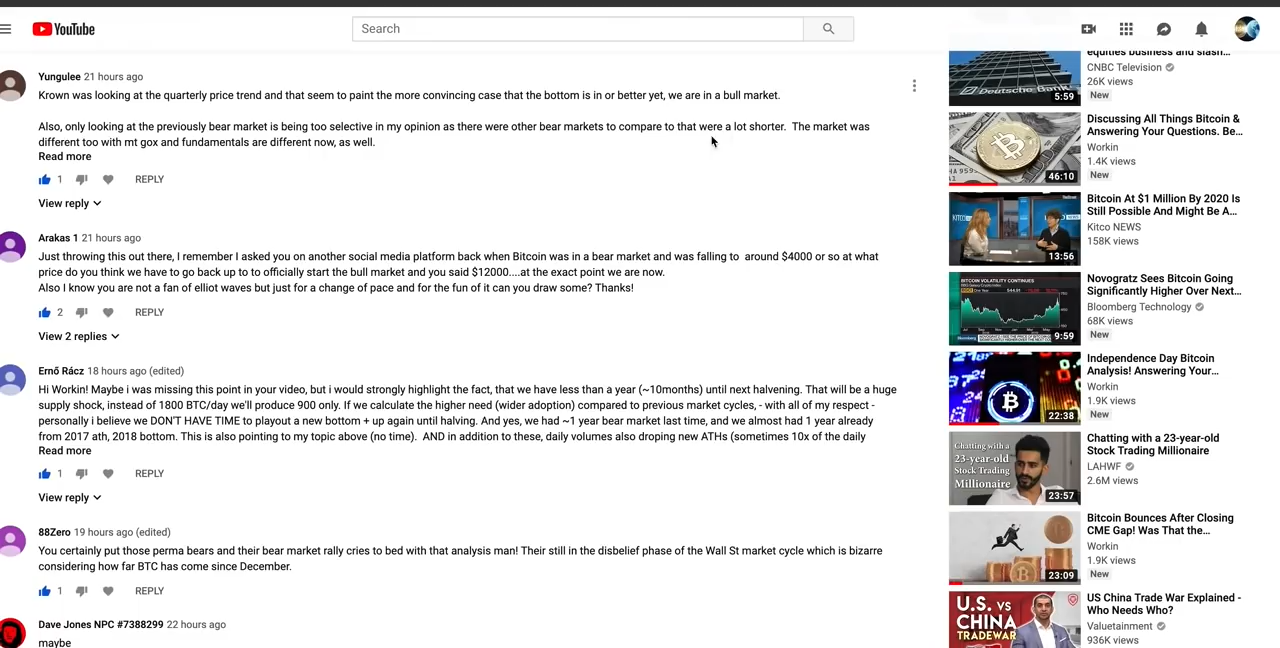 YouTube
Search
Yungulee 21 hours ago
Krown was looking at the quarterly price trend and that seem to paint the more convincing case that the bottom is in or better yet, we are in a bull market.
Also, only looking at the previously bear market is being too selective in my opinion as there were other bear markets to compare to that were a lot shorter. The market was
different too with mt gox and fundamentals are different now, as well.
Read more
1 REPLY
View reply
Arakas 1 21 hours ago
Just throwing this out there, I remember I asked you on another social media platform back when Bitcoin was in a bear market and was falling to around $4000 or so at what
price do you think we have to go back up to to officially start the bull market and you said $12000....at the exact point we are now.
Also I know you are not a fan of elliot waves but just for a change of pace and for the fun of it can you draw some? Thanks!
2 REPLY
View 2 replies
Ernő Rácz 18 hours ago (edited)
Hi Workin! Maybe i was missing this point in your video, but i would strongly highlight the fact, that we have less than a year (~10months) until next halvening. That will be a huge
supply shock, instead of 1800 BTC/day we'll produce 900 only. If we calculate the higher need (wider adoption) compared to previous market cycles, - with all of my respect -
personally i believe we DON'T HAVE TIME to playout a new bottom + up again until halving. And yes, we had ~1 year bear market last time, and we almost had 1 year already
from 2017 ath, 2018 bottom. This is also pointing to my topic above (no time). AND in addition to these, daily volumes also droping new ATHs (sometimes 10x of the daily
Read more
1 REPLY
View reply
88Zero 19 hours ago (edited)
You certainly put those perma bears and their bear market rally cries to bed with that analysis man! Their still in the disbelief phase of the Wall St market cycle which is bizarre
considering how far BTC has come since December.
1 REPLY
Dave Jones NPC #7388299 22 hours ago
maybe
equities business and slash...
CNBC Television
26K views
New
Deutsche Bank
5:59
Discussing All Things Bitcoin &
Answering Your Questions. Be...
Workin
1.4K views
New
46:10
Bitcoin At $1 Million By 2020 Is
Still Possible And Might Be A...
Kitco NEWS
158K views
KITCO
13:56
Novogratz Sees Bitcoin Going
Significantly Higher Over Next...
Bloomberg Technology
68K views
New
BITCOIN VOLATILITY CONTINUES
9:59
Independence Day Bitcoin
Analysis! Answering Your...
Workin
1.9K views
New
22:38
Chatting with a 23-year-old
Stock Trading Millionaire
LAHWF
2.6M views
Chatting with a
23-year-old
Stock Trading
Millionaire
23:57
Bitcoin Bounces After Closing
CME Gap! Was That the...
Workin
1.9K views
New
23:09
US China Trade War Explained -
Who Needs Who?
Valuetainment
936K views
U.S. vs
CHINA
TRADEWAR